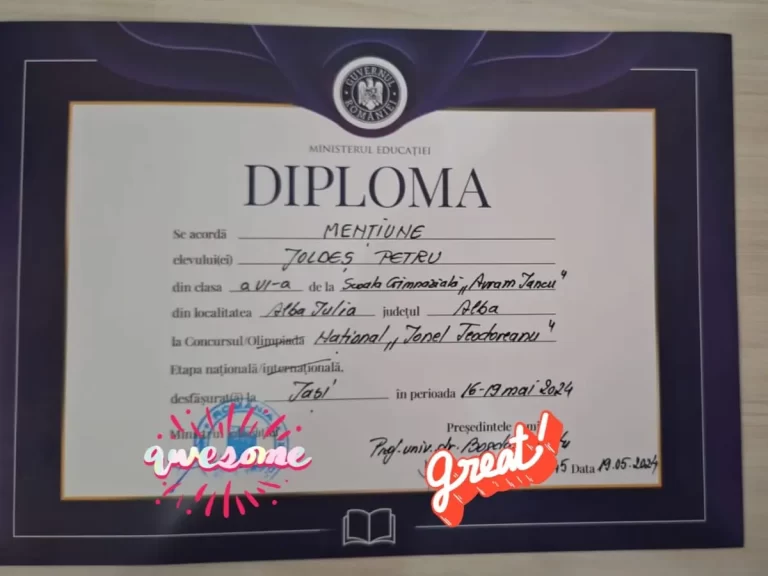 GUVERNUL ROMÂNIEI
MINISTERUL EDUCAȚIEI
DIPLOMA
Se acordă MENȚIUNE
elevului(ei) JOLDEȘ PETRU
din clasa a VI-a de la Școala Gimnazială „Avram Iancu"
din localitatea Alba Iulia județul Alba
la Concursul/Olimpiada Național „Ionel Teodoreanu"
Etapa națională/internațională,
desfășurat(ă) la Iași în perioada 16-19 mai 2024
Președintele
Prof. univ. dr.
Data 19.05.2024
awesome
great!